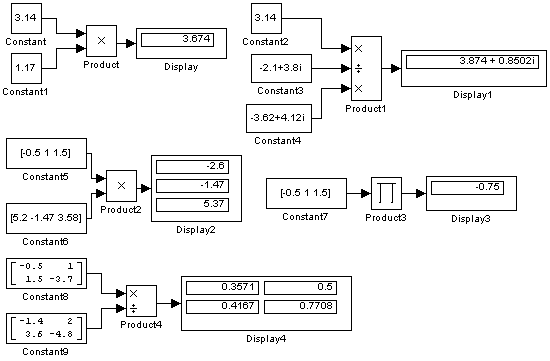 3.14
Constant
×
Product
3.674
Display
1.17
Constant1
3.14
Constant2
-2.1+3.8i
Constant3
-3.62+4.12i
Constant4
×
÷
×
Product1
3.874 + 0.8502i
Display1
[-0.5 1 1.5]
Constant5
[5.2 -1.47 3.58]
Constant6
×
Product2
-2.6
-1.47
5.37
Display2
[-0.5 1 1.5]
Constant7
∏
Product3
-0.75
Display3
-0.5 1
1.5 -3.7
Constant8
-1.4 2
3.6 -4.8
Constant9
×
÷
Product4
0.3571 0.5
0.4167 0.7708
Display4